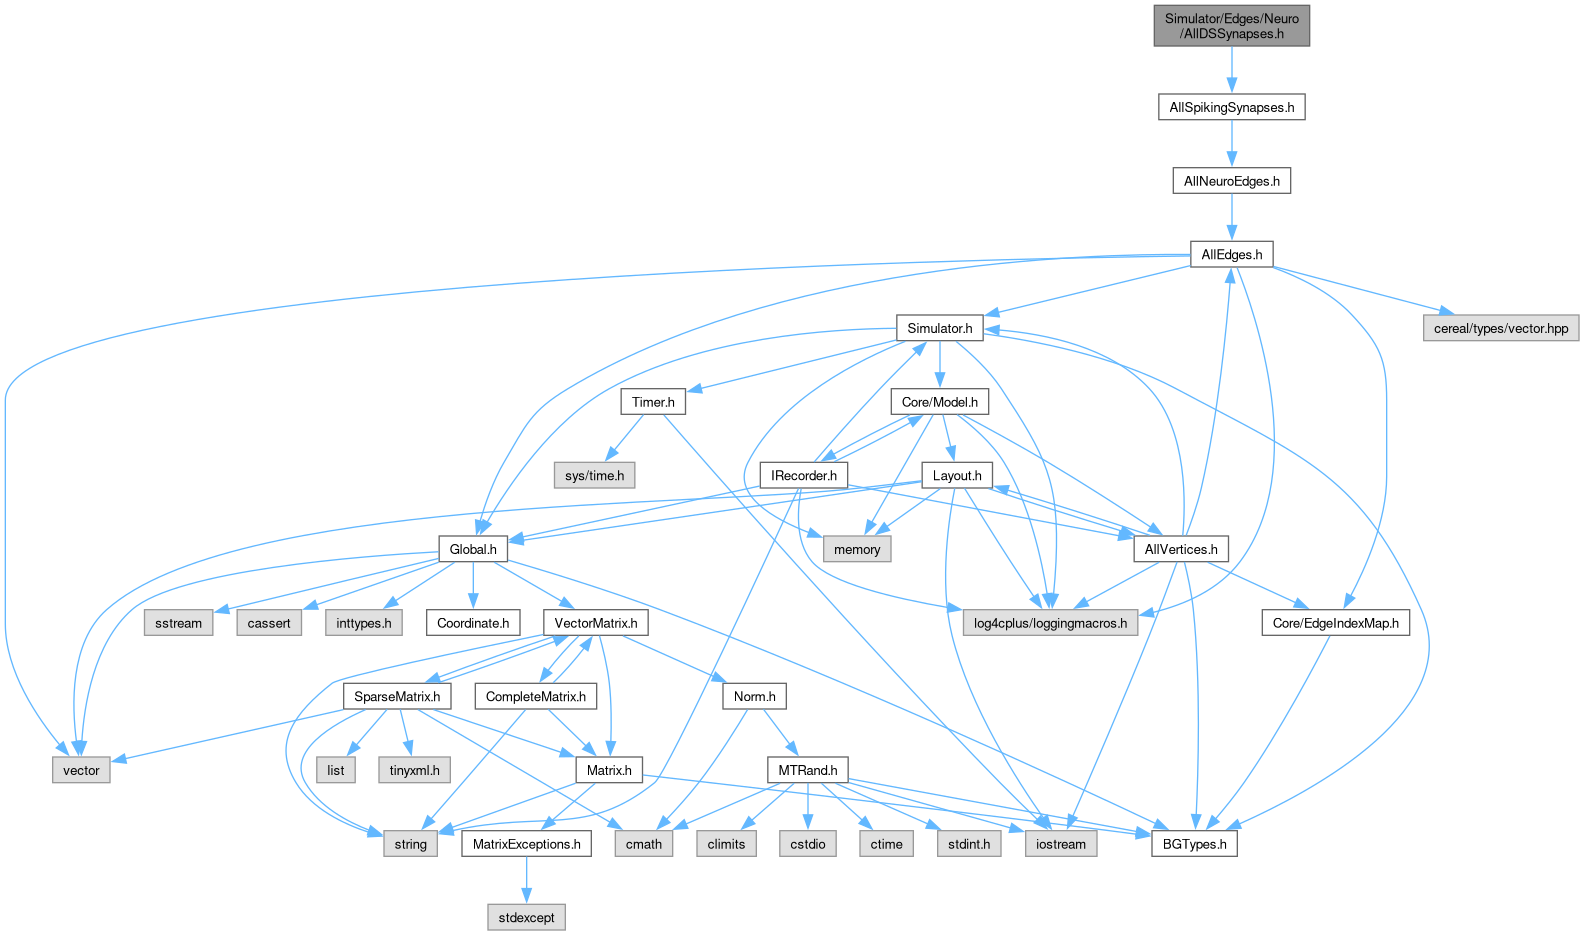 Simulator/Edges/Neuro
/AllDSSynapses.h
AllSpikingSynapses.h
AllNeuroEdges.h
AllEdges.h
Simulator.h
cereal/types/vector.hpp
Timer.h
Core/Model.h
sys/time.h
IRecorder.h
Layout.h
Global.h
memory
AllVertices.h
sstream
cassert
inttypes.h
Coordinate.h
VectorMatrix.h
log4cplus/loggingmacros.h
Core/EdgeIndexMap.h
SparseMatrix.h
CompleteMatrix.h
Norm.h
vector
list
tinyxml.h
Matrix.h
MTRand.h
string
MatrixExceptions.h
cmath
climits
cstdio
ctime
stdint.h
iostream
BGTypes.h
stdexcept